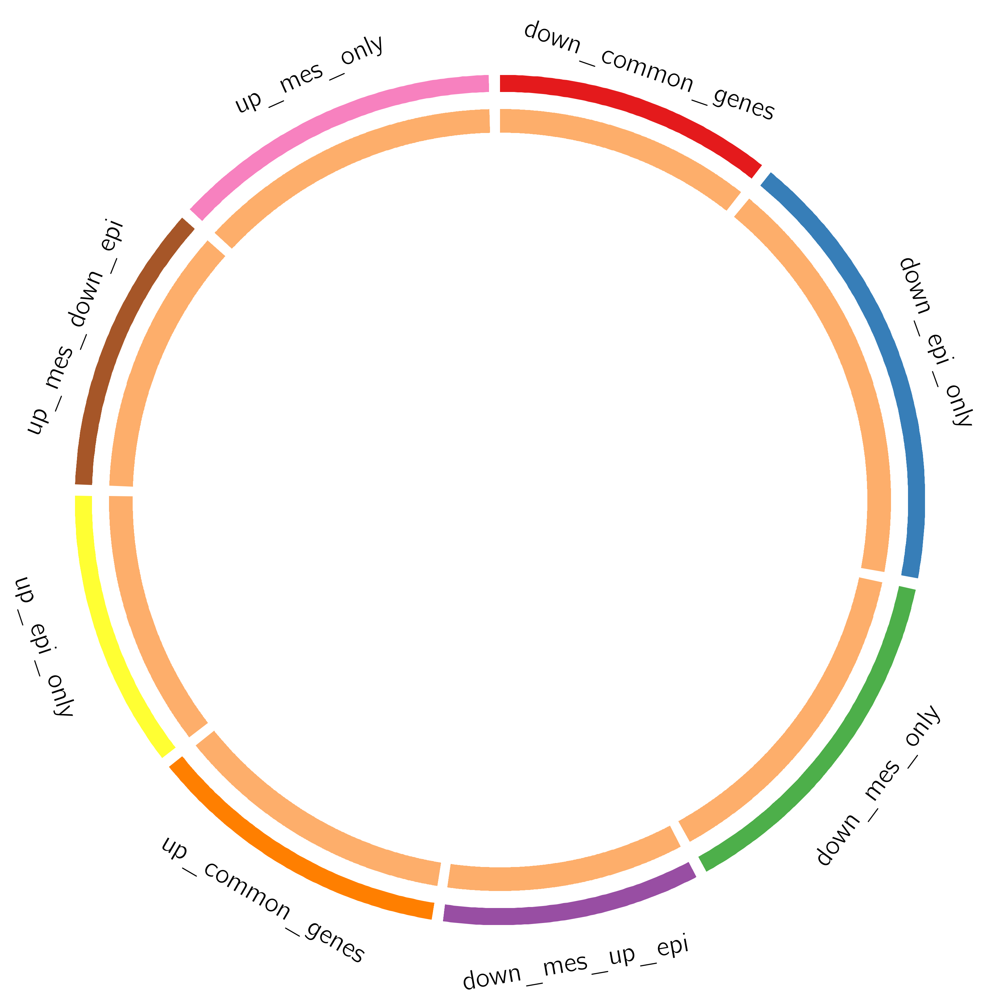 down_common_genes
down_epi_only
down_mes_only
down_mes_up_epi
up_common_genes
up_epi_only
up_mes_down_epi
up_mes_only